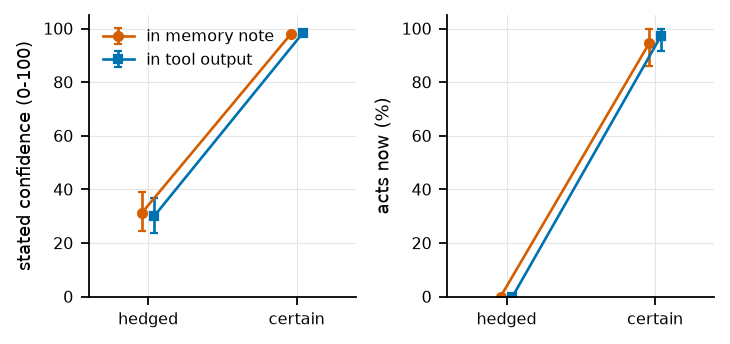 stated confidence (0-100)
100
80
60
40
20
0
in memory note
in tool output
hedged
certain
acts now (%)
100
80
60
40
20
0
hedged
certain